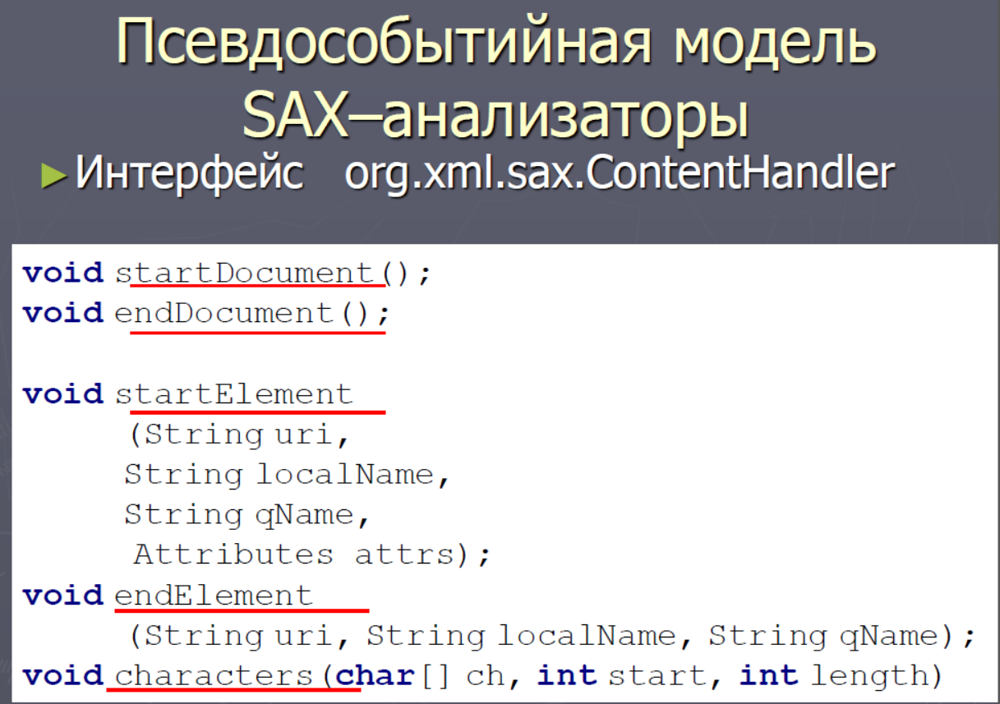 Псевдособытийная модель
SAX–анализаторы
►Интерфейс org.xml.sax.ContentHandler
void startDocument();
void endDocument();
void startElement
(String uri,
String localName,
String qName,
Attributes attrs);
void endElement
(String uri, String localName, String qName);
void characters(char[] ch, int start, int length)